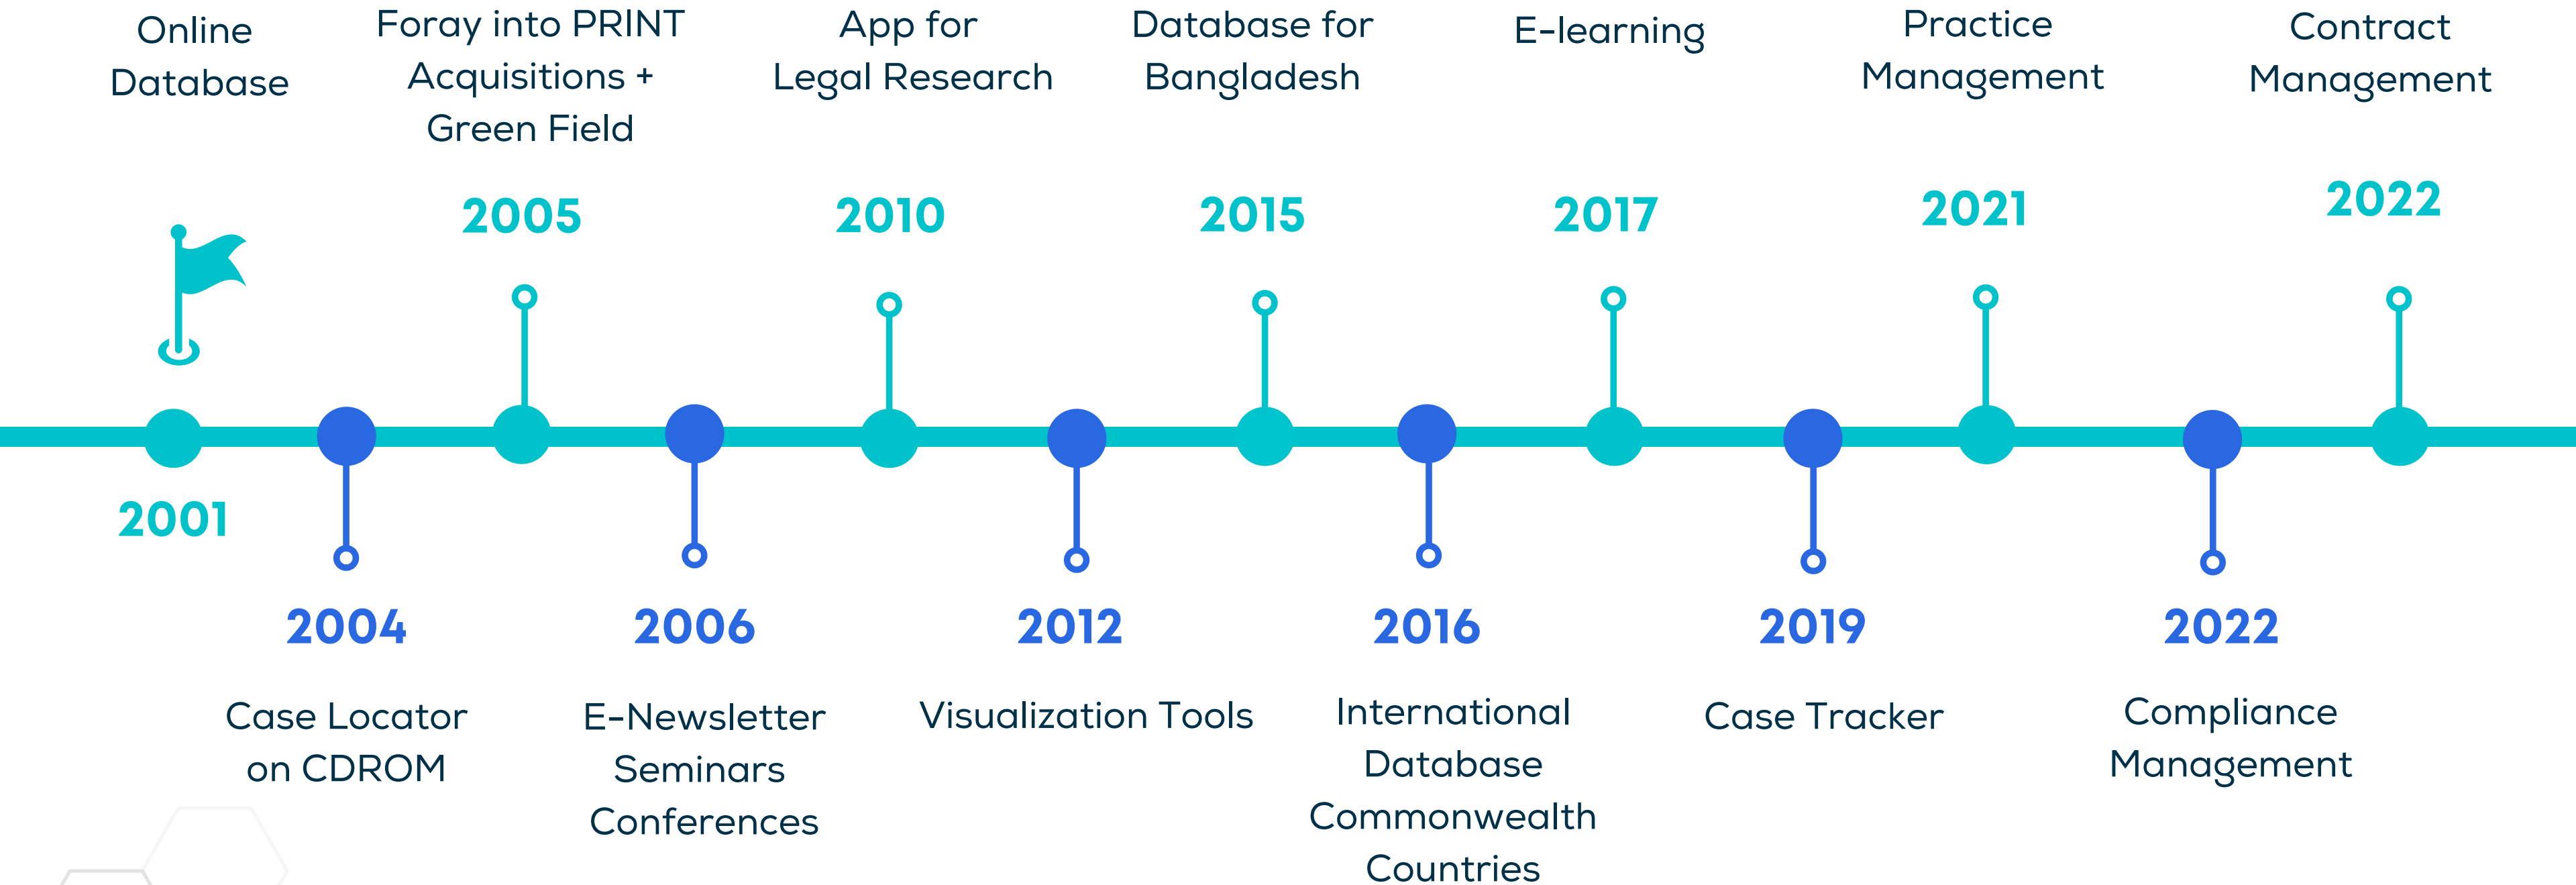 Online
Database
2001
2004
Case Locator
on CDROM
Foray into PRINT
Acquisitions +
Green Field
2005
2006
E-Newsletter
Seminars
Conferences
App for
Legal Research
2010
2012
Visualization Tools
Database for
Bangladesh
2015
2016
International
Database
Commonwealth
Countries
E-learning
2017
2019
Case Tracker
Practice
Management
2021
2022
Compliance
Management
Contract
Management
2022